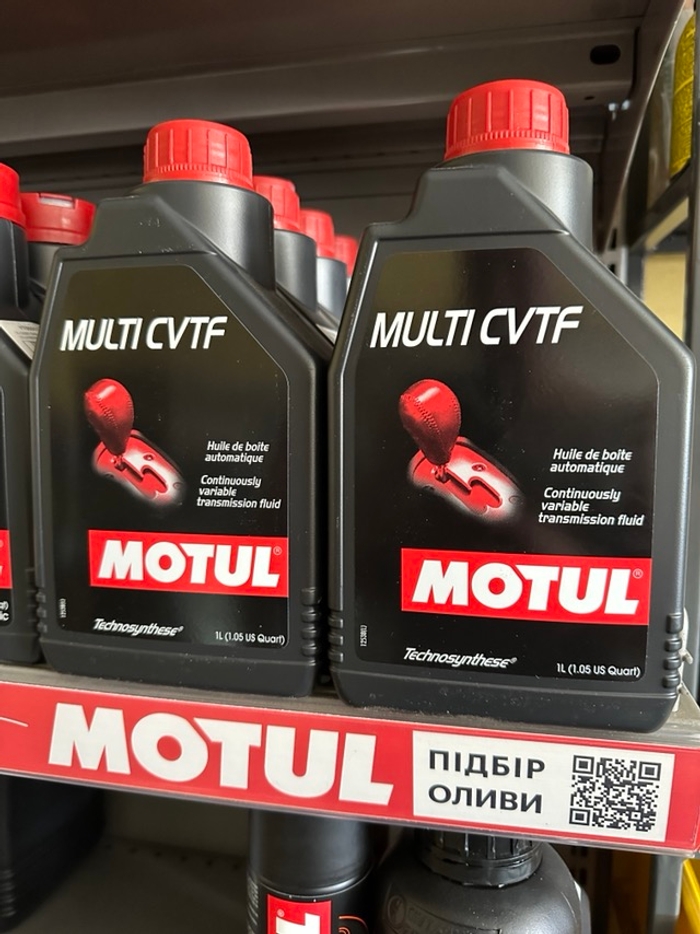 MULTI CVTF
Huile de boite
automatique
Continuously
variable
transmission fluid
MOTUL®
Technosynthese®
1L (1.05 US Quart)
MULTI CVTF
Huile de boite
automatique
Continuously
variable
transmission fluid
MOTUL®
Technosynthese®
1L (1.05 US Quart)
MOTUL
ПІДБІР
ОЛИВИ